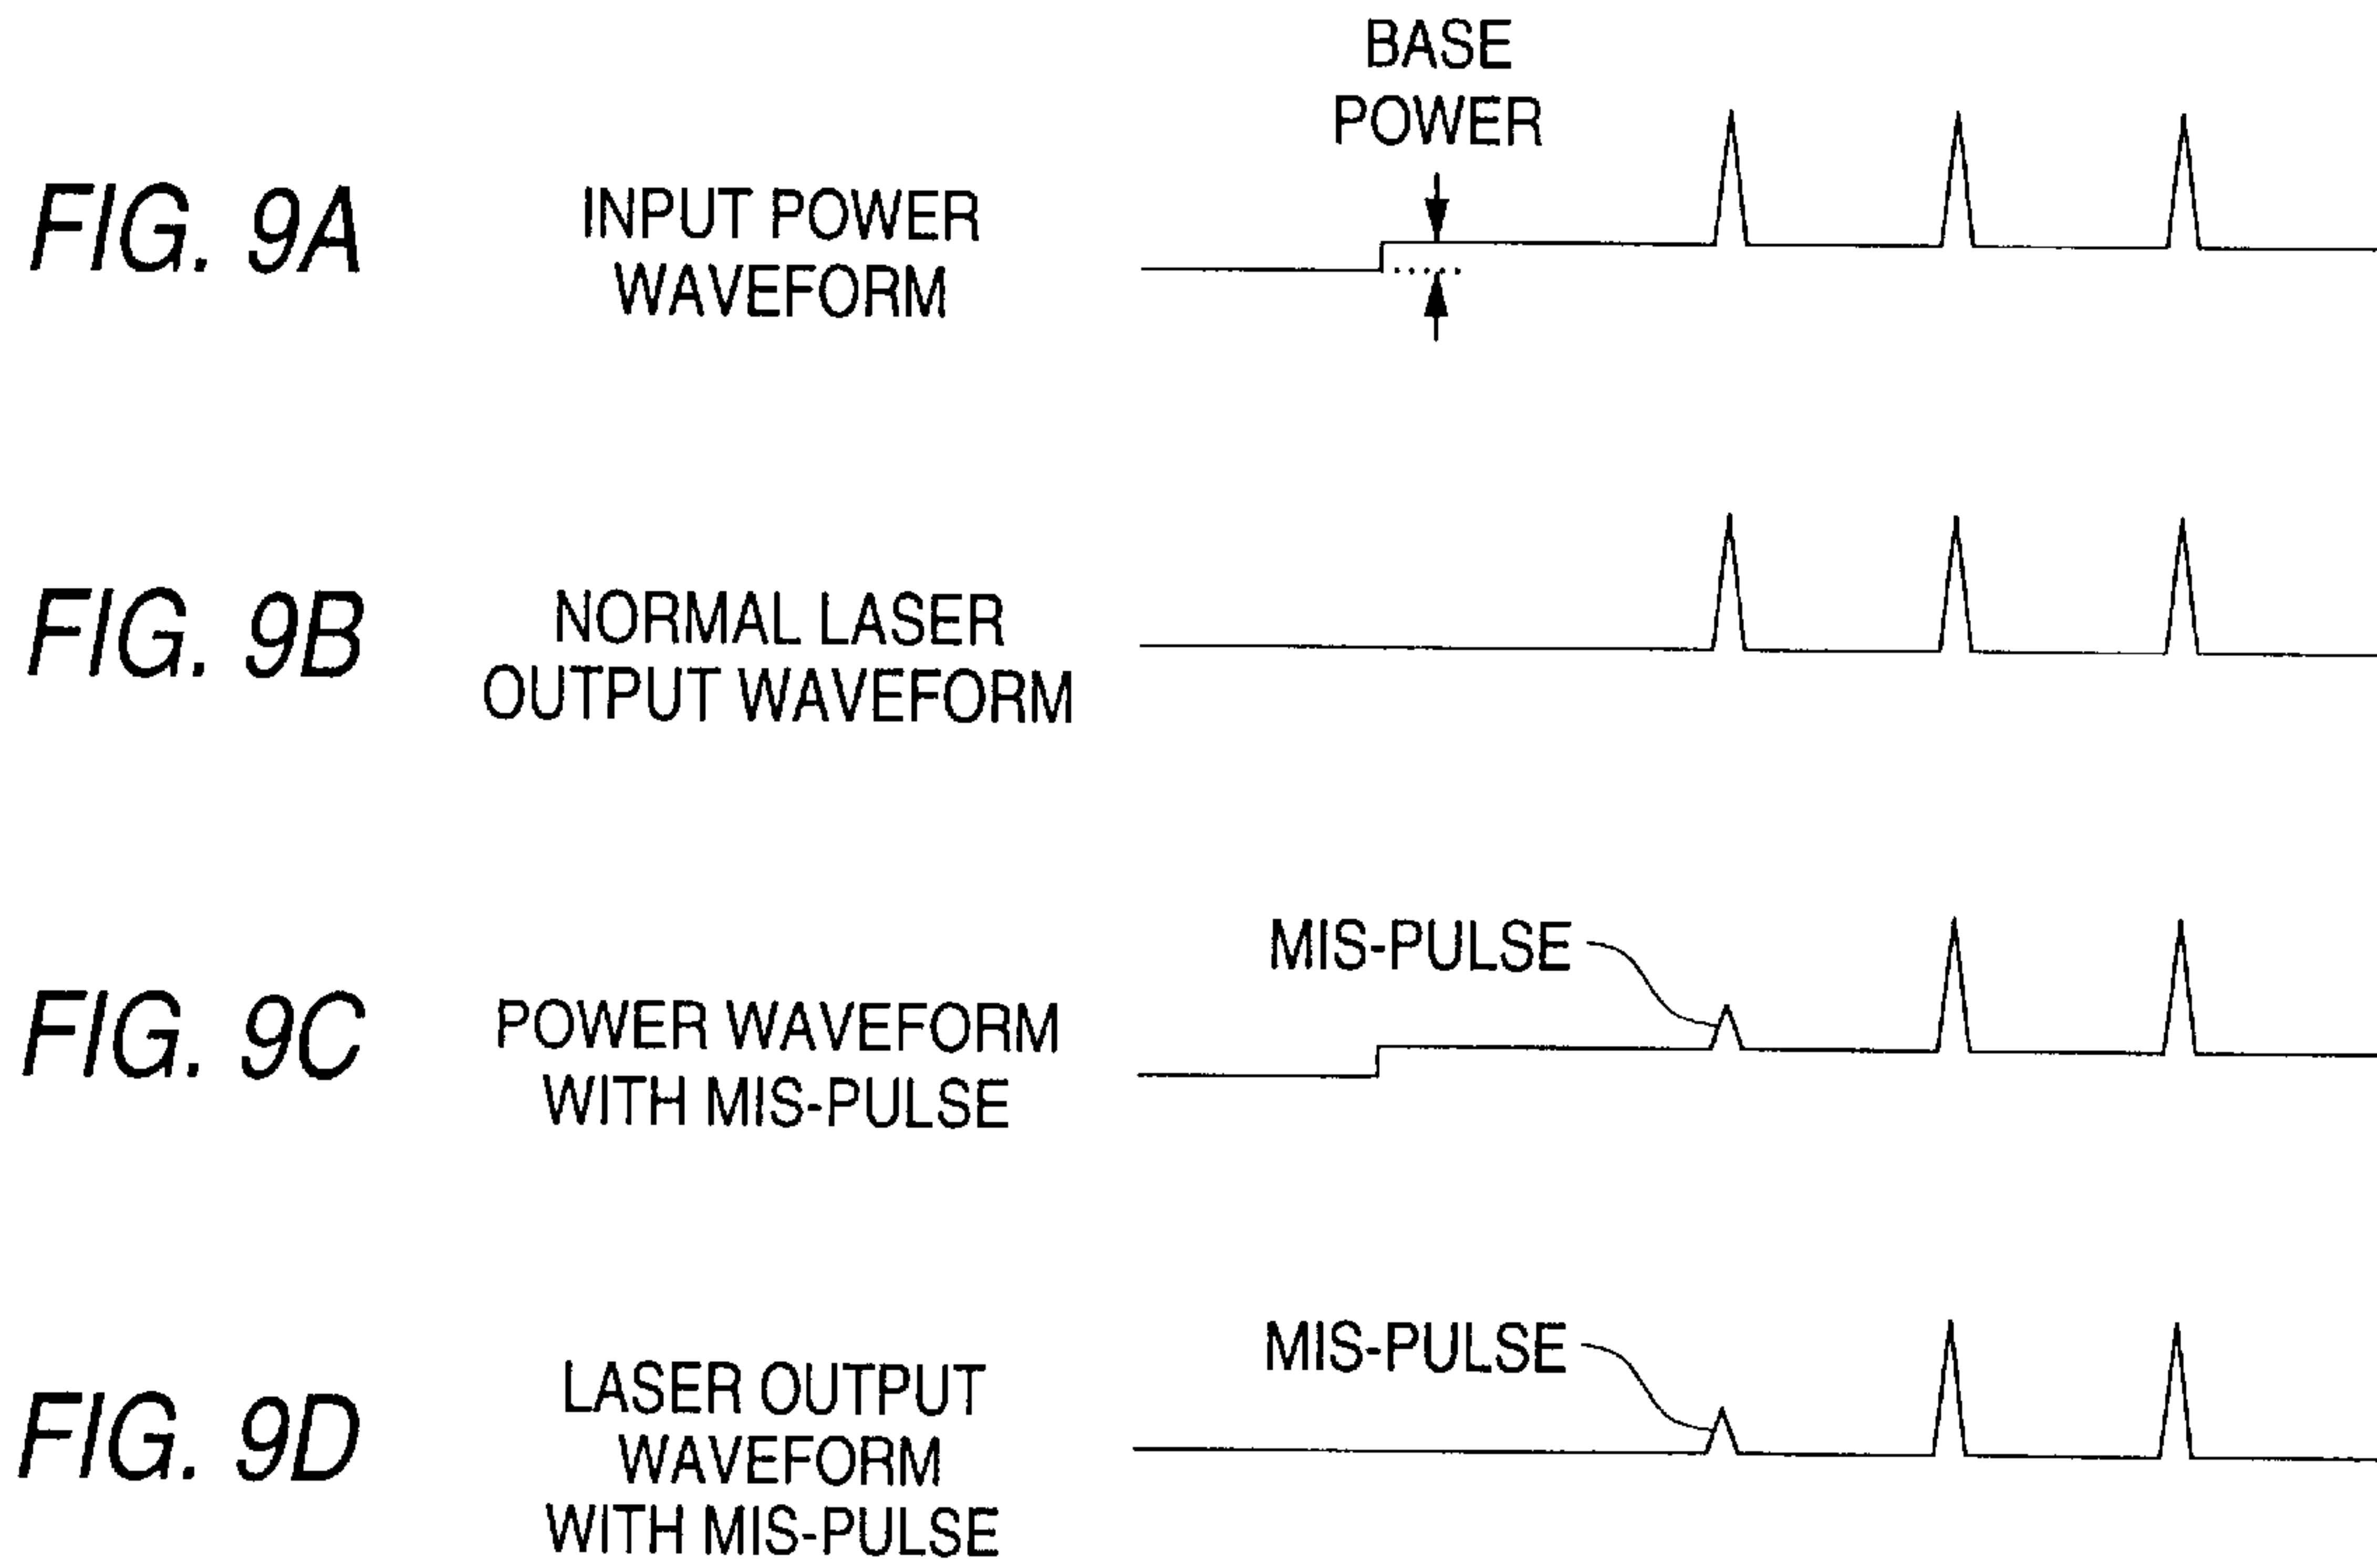 BASE
POWER
FIG. 9A
INPUT POWER
WAVEFORM
FIG. 9B
NORMAL LASER
OUTPUT WAVEFORM
MIS-PULSE
FIG. 9C
POWER WAVEFORM
WITH MIS-PULSE
MIS-PULSE
FIG. 9D
LASER OUTPUT
WAVEFORM
WITH MIS-PULSE